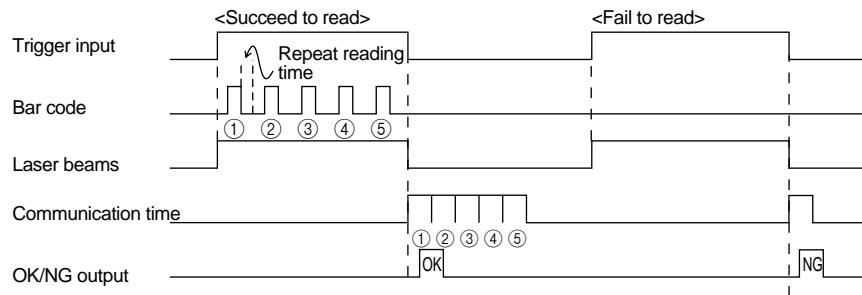 <Succeed to read> <Fail to read>
Trigger input
Repeat reading
time
Bar code
① ② ③ ④ ⑤
Laser beams
Communication time
① ② ③ ④ ⑤
OK NG
OK/NG output